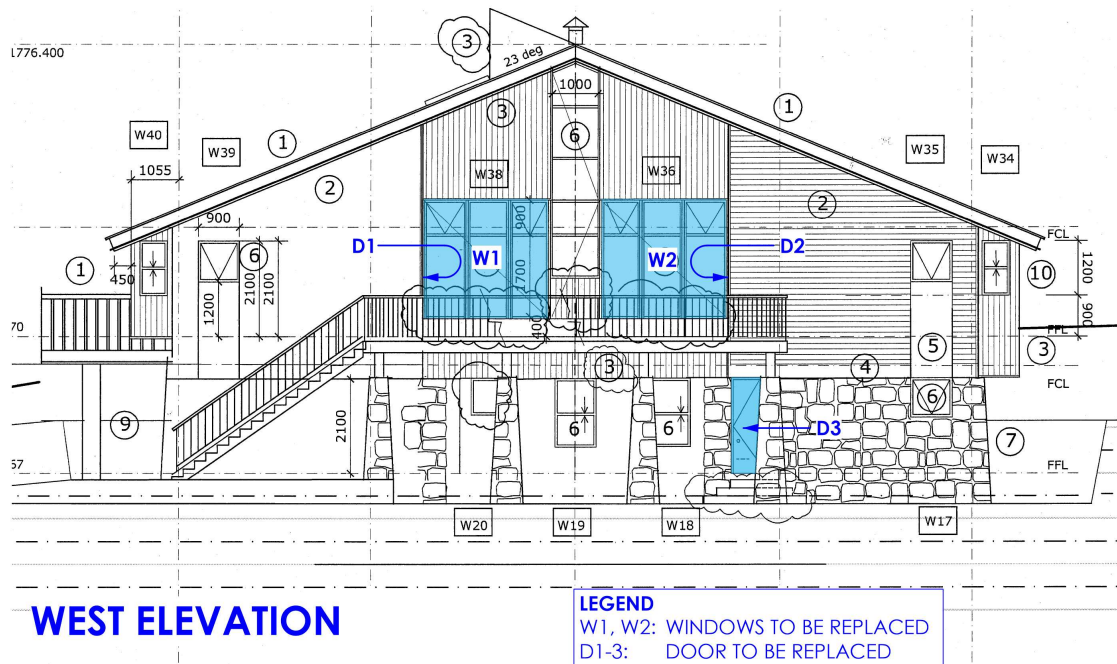 3
23 deg
1776.400
1000
1
3
6
W40
W39
1
W38
W36
W35
W34
1055
2
2
900
900
FCL
D1
W1
W2
D2
6
1
450
2100
2100
1200
1700
10
1200
900
400
70
FFL
5
3
3
4
FCL
6
9
2100
6
6
D3
7
57
FFL
W20
W19
W18
W17
WEST ELEVATION
LEGEND
W1, W2: WINDOWS TO BE REPLACED
D1-3: DOOR TO BE REPLACED